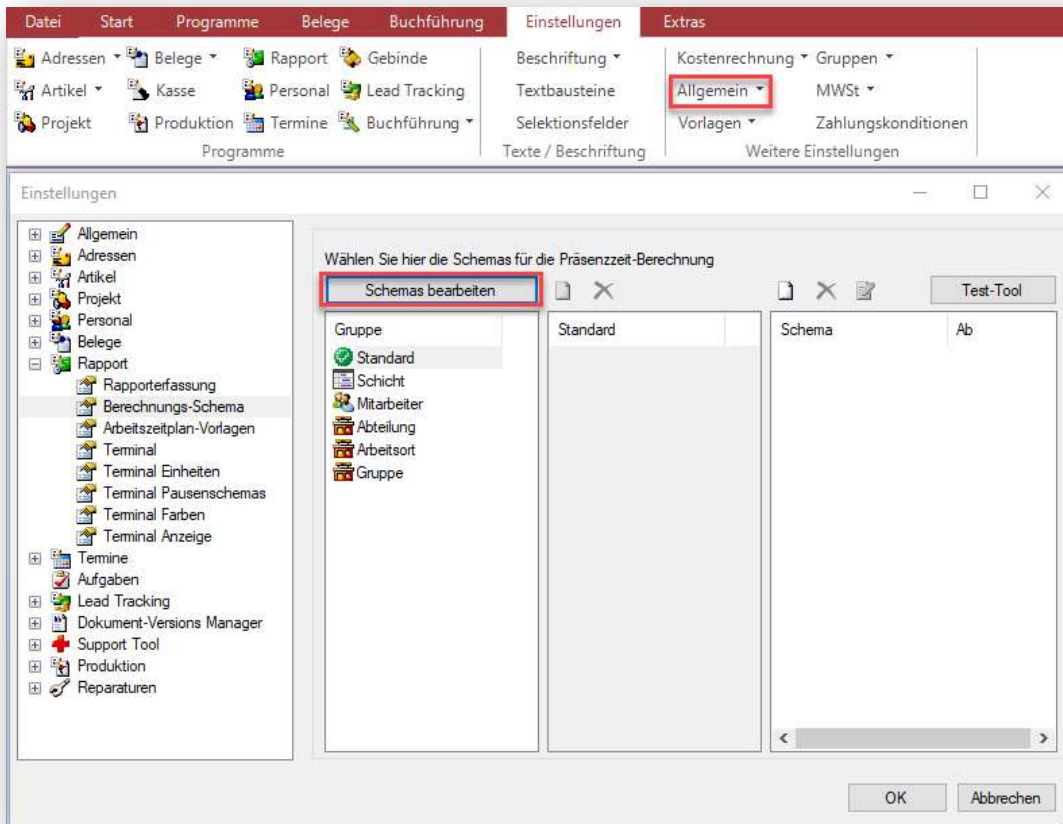 Datei Start Programme Belege Buchführung Einstellungen Extras
Adressen Belege Rapport Gebinde Beschriftung Kostenrechnung Gruppen
Artikel Kasse Personal Lead Tracking Textbausteine Allgemein MWSt
Projekt Produktion Termine Buchführung Selektionsfelder Vorlagen Zahlungskonditionen
Programme Texte / Beschriftung Weitere Einstellungen
Einstellungen
Allgemein
Adressen
Artikel
Projekt
Personal
Belege
Rapport
Rapporterfassung
Berechnungs-Schema
Arbeitszeitplan-Vorlagen
Terminal
Terminal Einheiten
Terminal Pausenschemas
Terminal Farben
Terminal Anzeige
Termine
Aufgaben
Lead Tracking
Dokument-Versions Manager
Support Tool
Produktion
Reparaturen
Wählen Sie hier die Schemas für die Präsenzzeit-Berechnung
Schemas bearbeiten Test-Tool
Gruppe Standard Schema Ab
Standard
Schicht
Mitarbeiter
Abteilung
Arbeitsort
Gruppe
OK Abbrechen